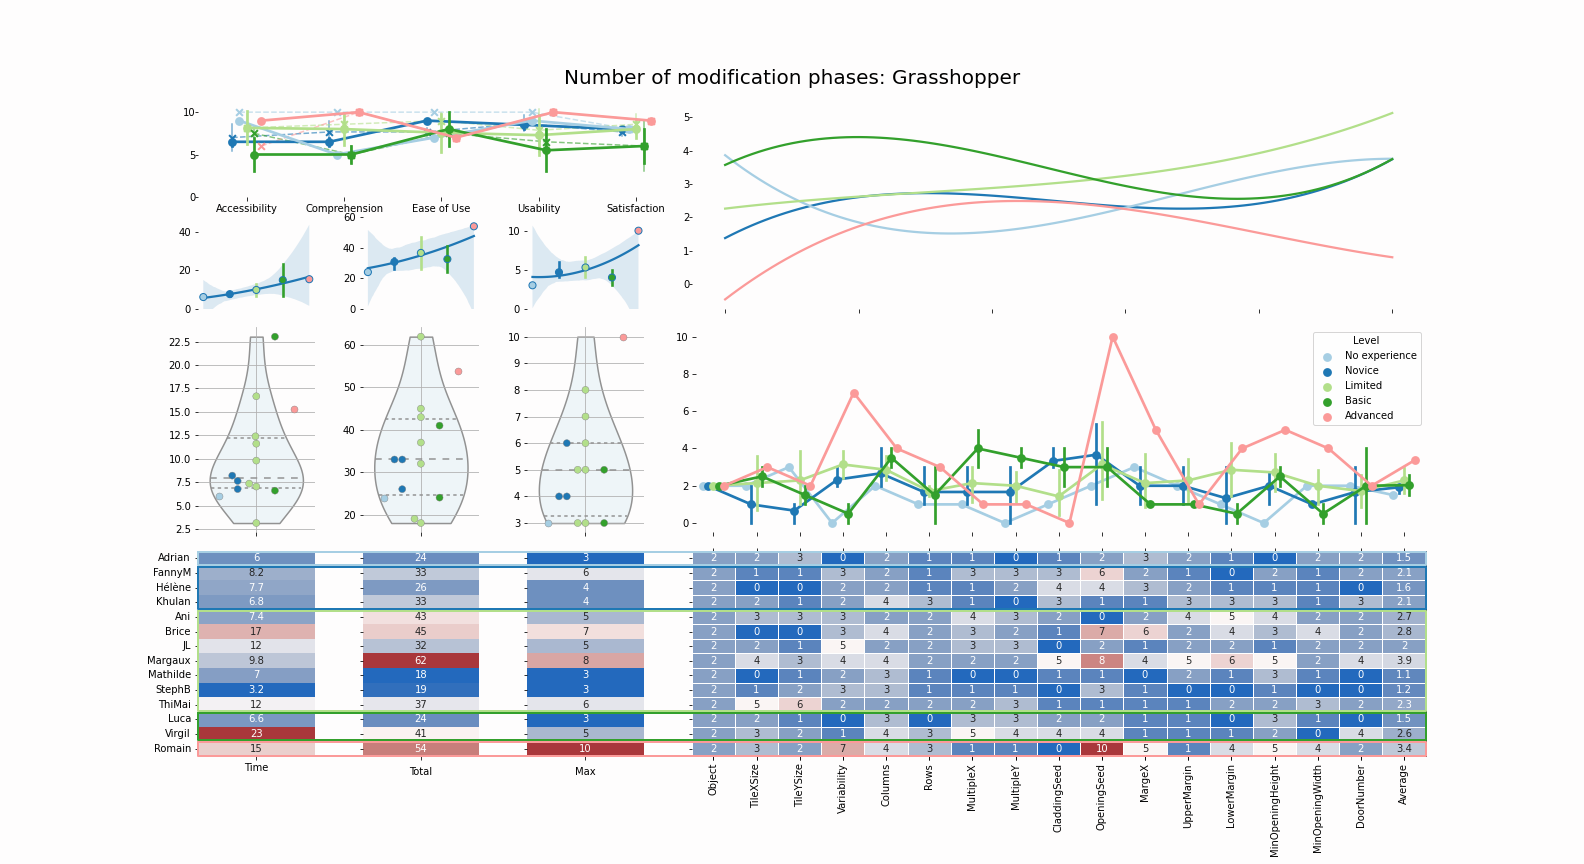 Number of modification phases: Grasshopper
10
5
0
Accessibility Comprehension Ease of Use Usability Satisfaction
5
4
3
2
1
0
40
20
0
60
40
20
0
10
5
0
22.5
20.0
17.5
15.0
12.5
10.0
7.5
5.0
2.5
60
50
40
30
20
10
9
8
7
6
5
4
3
10
8
6
4
2
0
Level
No experience
Novice
Limited
Basic
Advanced
Adrian 6 24 3 2 2 3 0 2 1 1 0 1 2 3 2 1 0 2 2 1.5
FannyM 8.2 33 6 2 1 1 3 2 1 3 3 3 6 2 1 0 2 1 2 2.1
Hélène 7.7 26 4 2 0 0 2 2 1 1 2 4 4 3 2 1 1 1 0 1.6
Khulan 6.8 33 4 2 2 1 2 4 3 1 0 3 1 1 3 3 3 1 3 2.1
Ani 7.4 43 5 2 3 3 3 2 2 4 3 2 0 2 4 5 4 2 2 2.7
Brice 17 45 7 2 0 0 3 4 2 3 2 1 7 6 2 4 3 4 2 2.8
JL 12 32 5 2 2 1 5 2 2 3 3 0 2 1 2 2 1 2 2 2
Margaux 9.8 62 8 2 4 3 4 4 2 2 2 5 8 4 5 6 5 2 4 3.9
Mathilde 7 18 3 2 0 1 2 2 1 0 0 1 1 0 2 1 3 1 0 1.1
StephB 3.2 19 3 2 1 2 3 3 1 1 1 0 3 1 0 0 1 0 0 1.2
ThiMai 12 37 6 2 5 6 2 2 2 2 3 1 1 1 1 2 2 3 2 2.3
Luca 6.6 24 3 2 2 1 0 3 0 3 3 2 2 1 1 0 3 1 0 1.5
Virgil 23 41 5 2 3 2 1 4 3 5 4 4 4 1 1 1 2 0 4 2.6
Romain 15 54 10 2 3 2 7 4 3 1 1 0 10 5 1 4 5 4 2 3.4
Time Total Max Object TileXSize TileYSize Variability Columns Rows MultipleX MultipleY CladdingSeed OpeningSeed MargeX UpperMargin LowerMargin MinOpeningHeight MinOpeningWidth DoorNumber Average